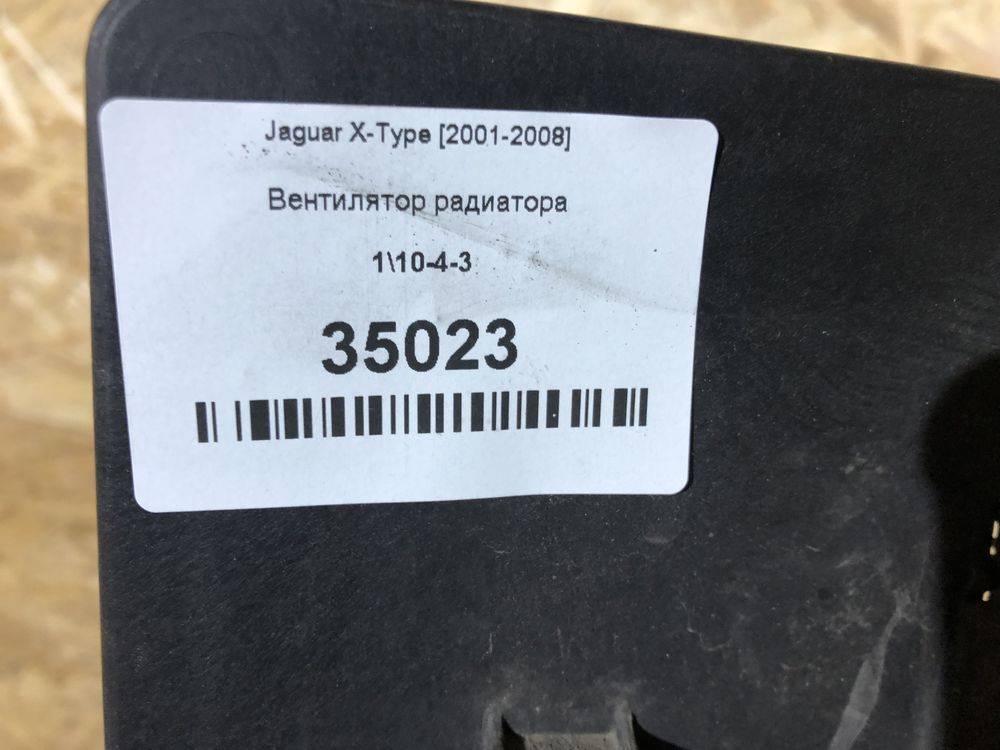 Jaguar X-Type [2001-2008]
Вентилятор радиатора
1\10-4-3
35023